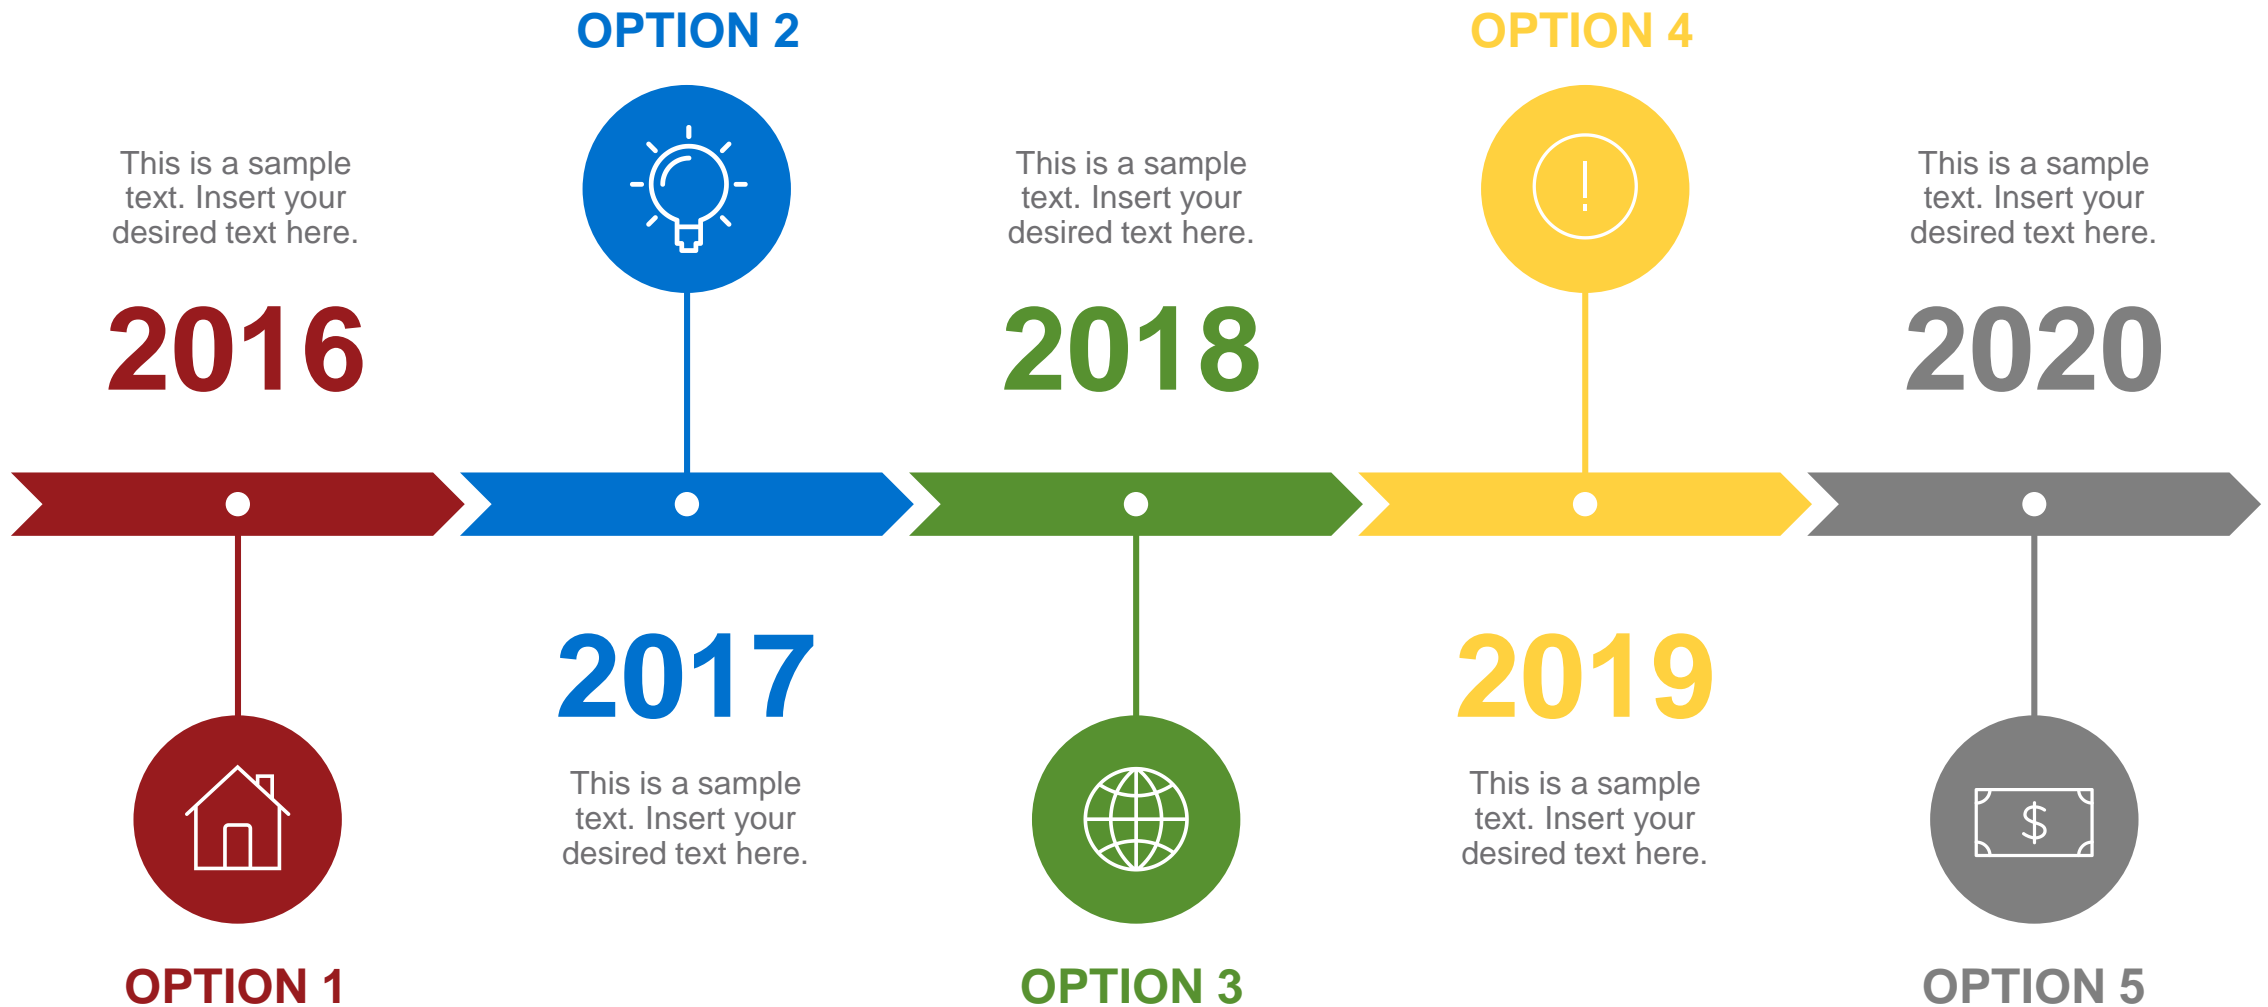 OPTION 2
OPTION 4
This is a sample
text. Insert your
desired text here.
2016
This is a sample
text. Insert your
desired text here.
2018
This is a sample
text. Insert your
desired text here.
2020
2017
This is a sample
text. Insert your
desired text here.
2019
This is a sample
text. Insert your
desired text here.
$
OPTION 1
OPTION 3
OPTION 5